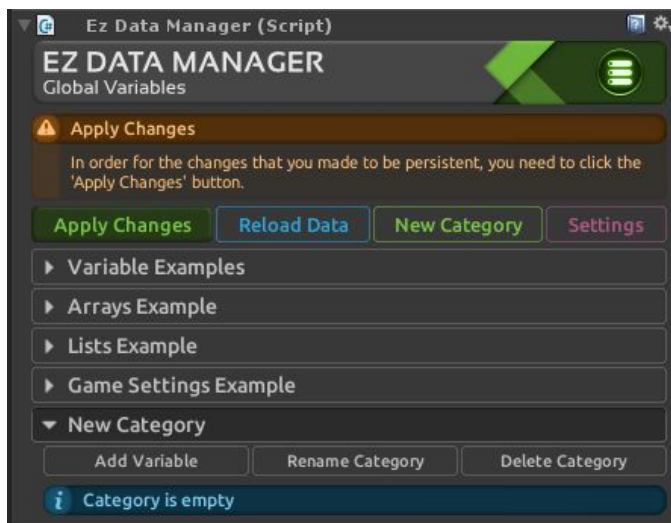 Ez Data Manager (Script)
EZ DATA MANAGER
Global Variables
Apply Changes
In order for the changes that you made to be persistent, you need to click the
'Apply Changes' button.
Apply Changes Reload Data New Category Settings
Variable Examples
Arrays Example
Lists Example
Game Settings Example
New Category
Add Variable Rename Category Delete Category
Category is empty